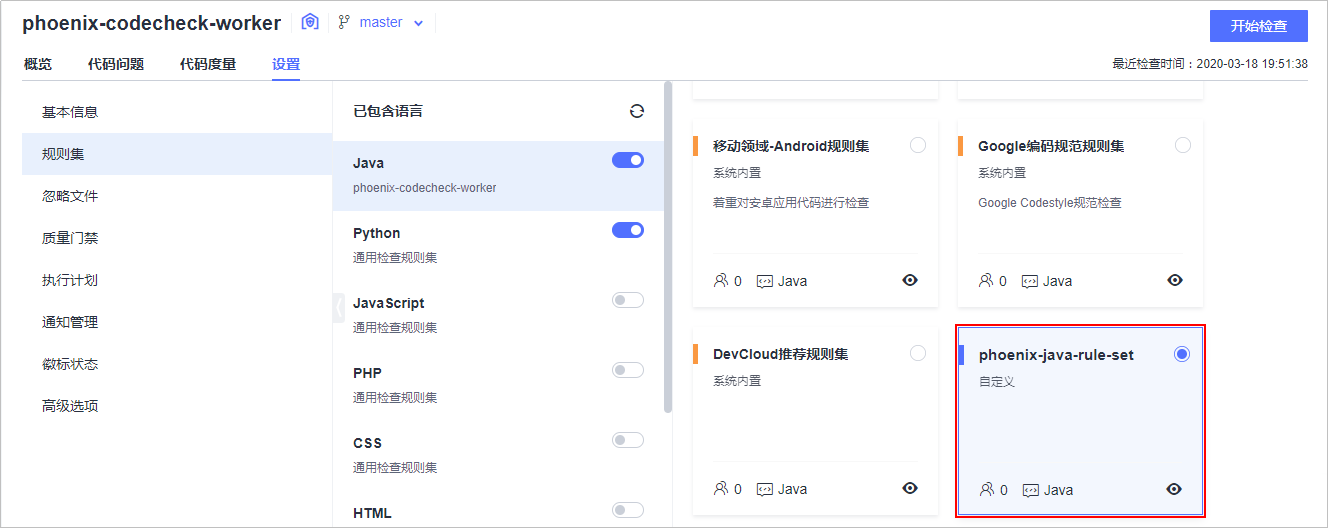 phoenix-codecheck-worker
master
开始检查
概览
代码问题
代码度量
设置
最近检查时间：2020-03-18 19:51:38
基本信息
规则集
忽略文件
质量门禁
执行计划
通知管理
徽标状态
高级选项
已包含语言
Java
phoenix-codecheck-worker
Python
通用检查规则集
JavaScript
通用检查规则集
PHP
通用检查规则集
CSS
通用检查规则集
HTML
移动领域-Android规则集
系统内置
着重对安卓应用代码进行检查
0
Java
Google编码规范规则集
系统内置
Google Codestyle规范检查
0
Java
DevCloud推荐规则集
系统内置
0
Java
phoenix-java-rule-set
自定义
0
Java